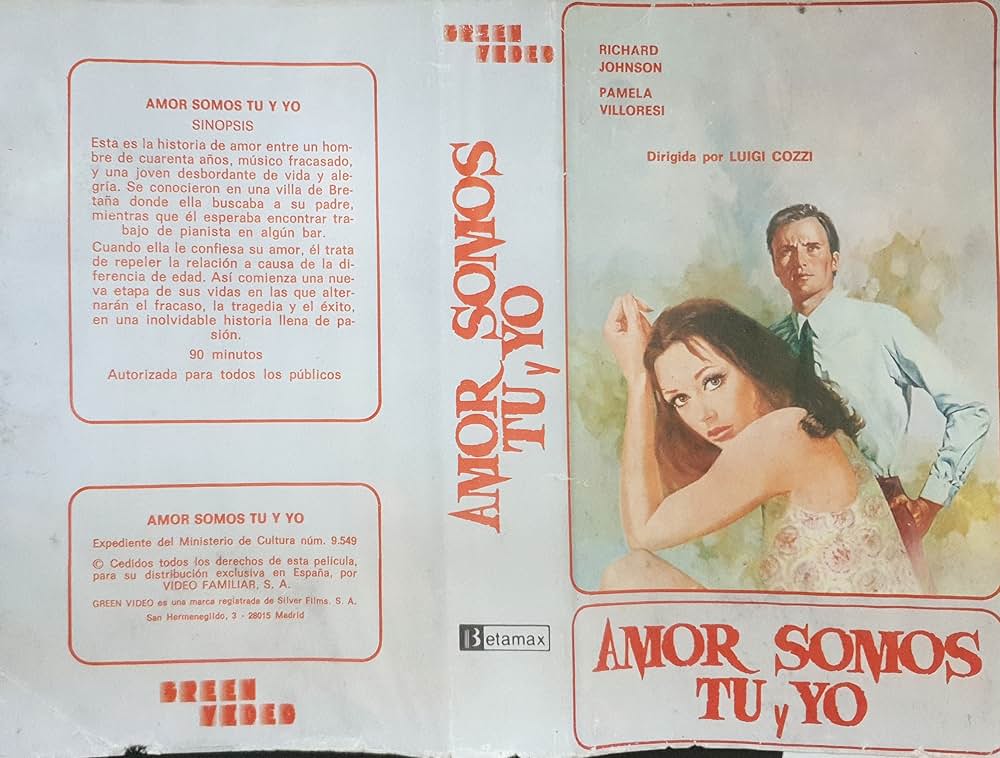 AMOR SOMOS TU Y YO
SINOPSIS
Esta es la historia de amor entre un hom-
bre de cuarenta años, músico fracasado,
y una joven desbordante de vida y ale-
gría. Se conocieron en una villa de Bre-
taña donde ella buscaba a su padre,
mientras que él esperaba encontrar tra-
bajo de pianista en algún bar.
Cuando ella le confiesa su amor, él trata
de repeler la relación a causa de la di-
ferencia de edad. Así comienza una nue-
va etapa de sus vidas en las que alter-
narán el fracaso, la tragedia y el éxito,
en una inolvidable historia llena de pa-
sión.
90 minutos
Autorizada para todos los públicos
AMOR SOMOS TU Y YO
Expediente del Ministerio de Cultura núm. 9.549
© Cedidos todos los derechos de esta película,
para su distribución exclusiva en España, por
VIDEO FAMILIAR, S. A.
GREEN VIDEO es una marca registrada de Silver Films. S. A.
San Hermenegildo, 3 - 28015 Madrid
GREEN
VEDEO
GREEN
VEDEO
AMOR SOMOS
TU y YO
Betamax
RICHARD
JOHNSON
PAMELA
VILLORESI
Dirigida por LUIGI COZZI
AMOR SOMOS
TU y YO